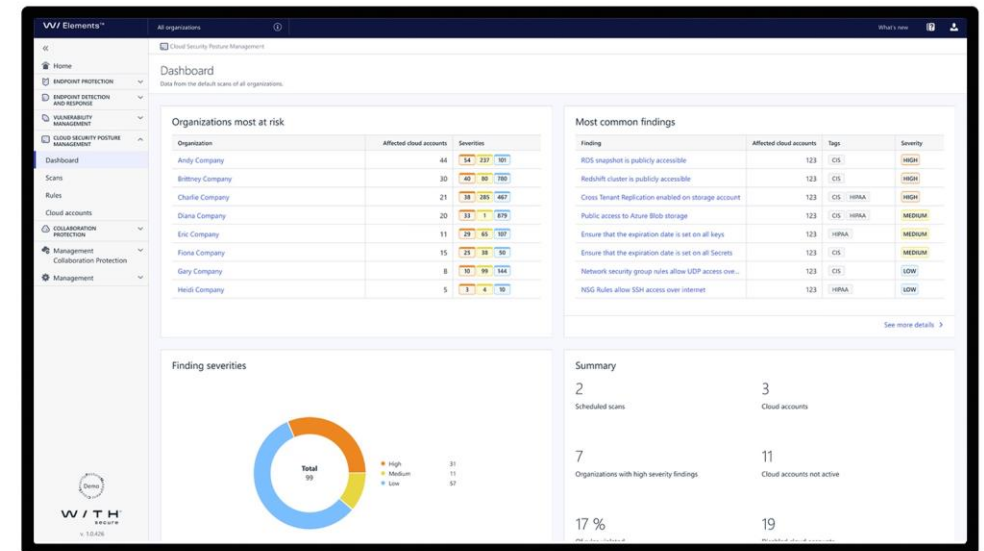 W/ Elements™
All organizations
What's new
Home
ENDPOINT PROTECTION
ENDPOINT DETECTION
AND RESPONSE
VULNERABILITY
MANAGEMENT
CLOUD SECURITY POSTURE
MANAGEMENT
Dashboard
Scans
Rules
Cloud accounts
COLLABORATION
PROTECTION
Management
Collaboration Protection
Management
Demo
W / T H
secure
Cloud Security Posture Management
Dashboard
Data from the default scans of all organizations.
Organizations most at risk
Organization Affected cloud accounts Severities
Andy Company 44 54 237 101
Brittney Company 30 40 80 780
Charlie Company 21 38 285 467
Diana Company 20 33 1 879
Eric Company 11 29 65 107
Fiona Company 15 25 38 50
Gary Company 8 10 99 144
Heidi Company 5 3 4 10
Most common findings
Finding Affected cloud accounts Tags Severity
ROS snapshot is publicly accessible 123 CIS HIGH
Redshift cluster is publicly accessible 123 CIS HIGH
Cross Tenant Replication enabled on storage account 123 CIS HIPAA HIGH
Public access to Azure Blob storage 123 CIS HIPAA MEDIUM
Ensure that the expiration date is set on all keys 123 HIPAA MEDIUM
Ensure that the expiration date is set on all Secrets 123 CIS MEDIUM
Network security group rules allow UDP access ove... 123 CIS LOW
NSG Rules allow SSH access over internet 123 HIPAA LOW
See more details
Finding severities
Total
99
High 31
Medium 11
Low 57
Summary
2 3
Scheduled scans Cloud accounts
7 11
Organizations with high severity findings Cloud accounts not active
17 % 19